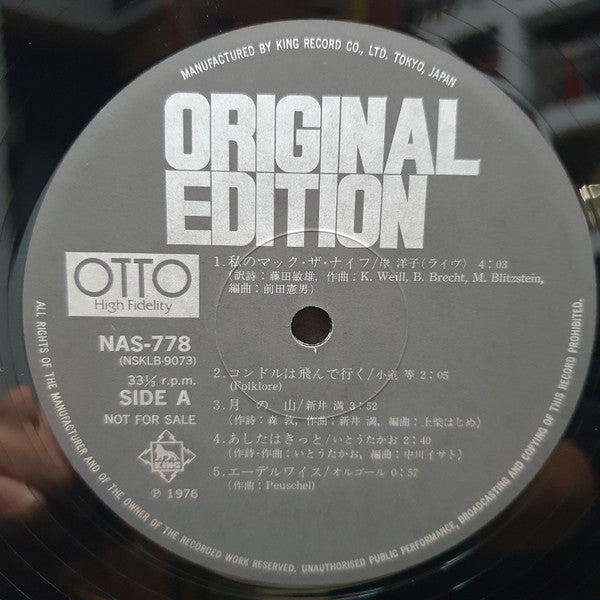 MANUFACTURED BY KING RECORD CO., LTD. TOKYO, JAPAN
ORIGINAL
EDITION
OTTO
High Fidelity
NAS-778
(NSKLB-9073)
33⅓ r.p.m.
SIDE A
NOT FOR SALE
KING
℗ 1976
1.私のマック・ザ・ナイフ/ 洋子(ライヴ) 4:03
(訳詩:藤田敏雄, 作曲:K. Weill, B. Brecht, M. Blitzstein,
編曲:前田憲男)
2.コンドルは飛んで行く/小 等 2:05
(Folklore)
3.月の山/新井 満 3:52
(作詩:森 敦, 作曲:新井 満, 編曲:上柴はじめ)
4.あしたはきっと/いとうたかお 2:40
(作詩・作曲:いとうたかお, 編曲:中川イサト)
5.エーデルワイス/オルゴール 0:57
(作曲:Peuschel)
ALL RIGHTS OF THE MANUFACTURER AND OF THE OWNER OF THE RECORDED WORK RESERVED. UNAUTHORISED PUBLIC PERFORMANCE, BROADCASTING AND COPYING OF THIS RECORD PROHIBITED.